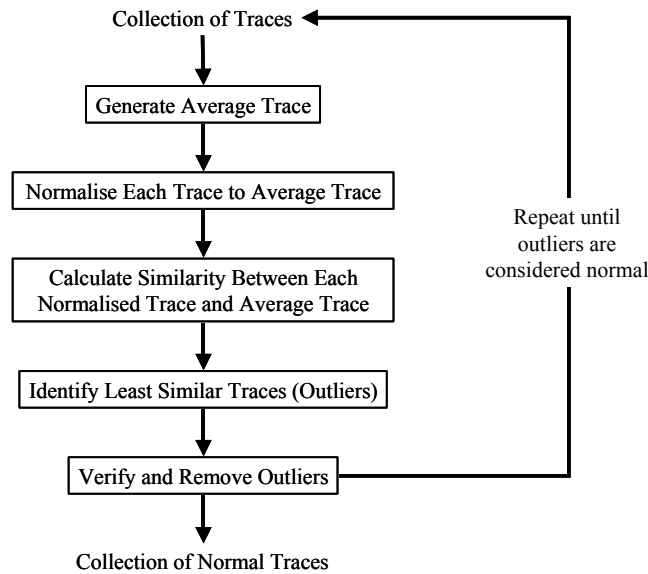 Collection of Traces
Generate Average Trace
Normalise Each Trace to Average Trace
Calculate Similarity Between Each
Normalised Trace and Average Trace
Identify Least Similar Traces (Outliers)
Verify and Remove Outliers
Collection of Normal Traces
Repeat until
outliers are
considered normal